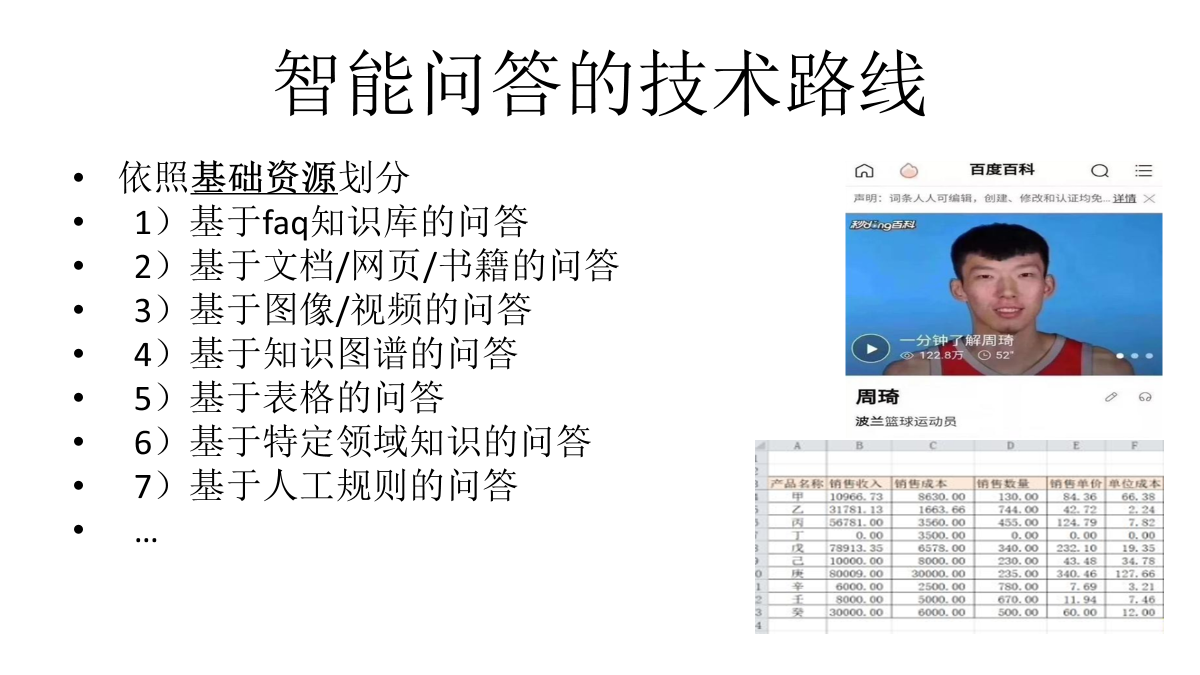 智能问答的技术路线
• 依照基础资源划分
• 1）基于faq知识库的问答
• 2）基于文档/网页/书籍的问答
• 3）基于图像/视频的问答
• 4）基于知识图谱的问答
• 5）基于表格的问答
• 6）基于特定领域知识的问答
• 7）基于人工规则的问答
• …
百度百科
声明：词条人人可编辑，创建、修改和认证均免... 详情
秒dǒng百科
一分钟了解周琦
122.8万 52"
周琦
波兰篮球运动员
A B C D E F
产品名称 销售收入 销售成本 销售数量 销售单价 单位成本
甲 10966.73 8630.00 130.00 84.36 66.38
乙 31781.13 1663.66 744.00 42.72 2.24
丙 56781.00 3560.00 455.00 124.79 7.82
丁 0.00 3500.00 0.00 0.00 0.00
戊 78913.35 6578.00 340.00 232.10 19.35
己 10000.00 8000.00 230.00 43.48 34.78
庚 80009.00 30000.00 235.00 340.46 127.66
辛 6000.00 2500.00 780.00 7.69 3.21
壬 8000.00 5000.00 670.00 11.94 7.46
癸 30000.00 6000.00 500.00 60.00 12.00